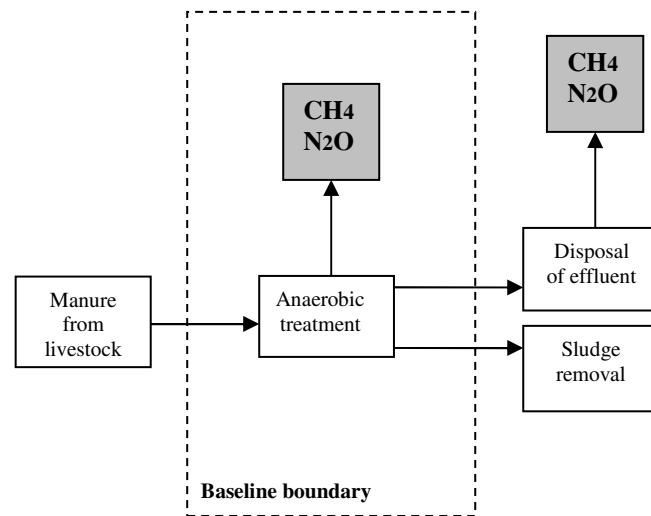 CH4
N2O
CH4
N2O
Manure
from
livestock
Anaerobic
treatment
Disposal
of effluent
Sludge
removal
Baseline boundary